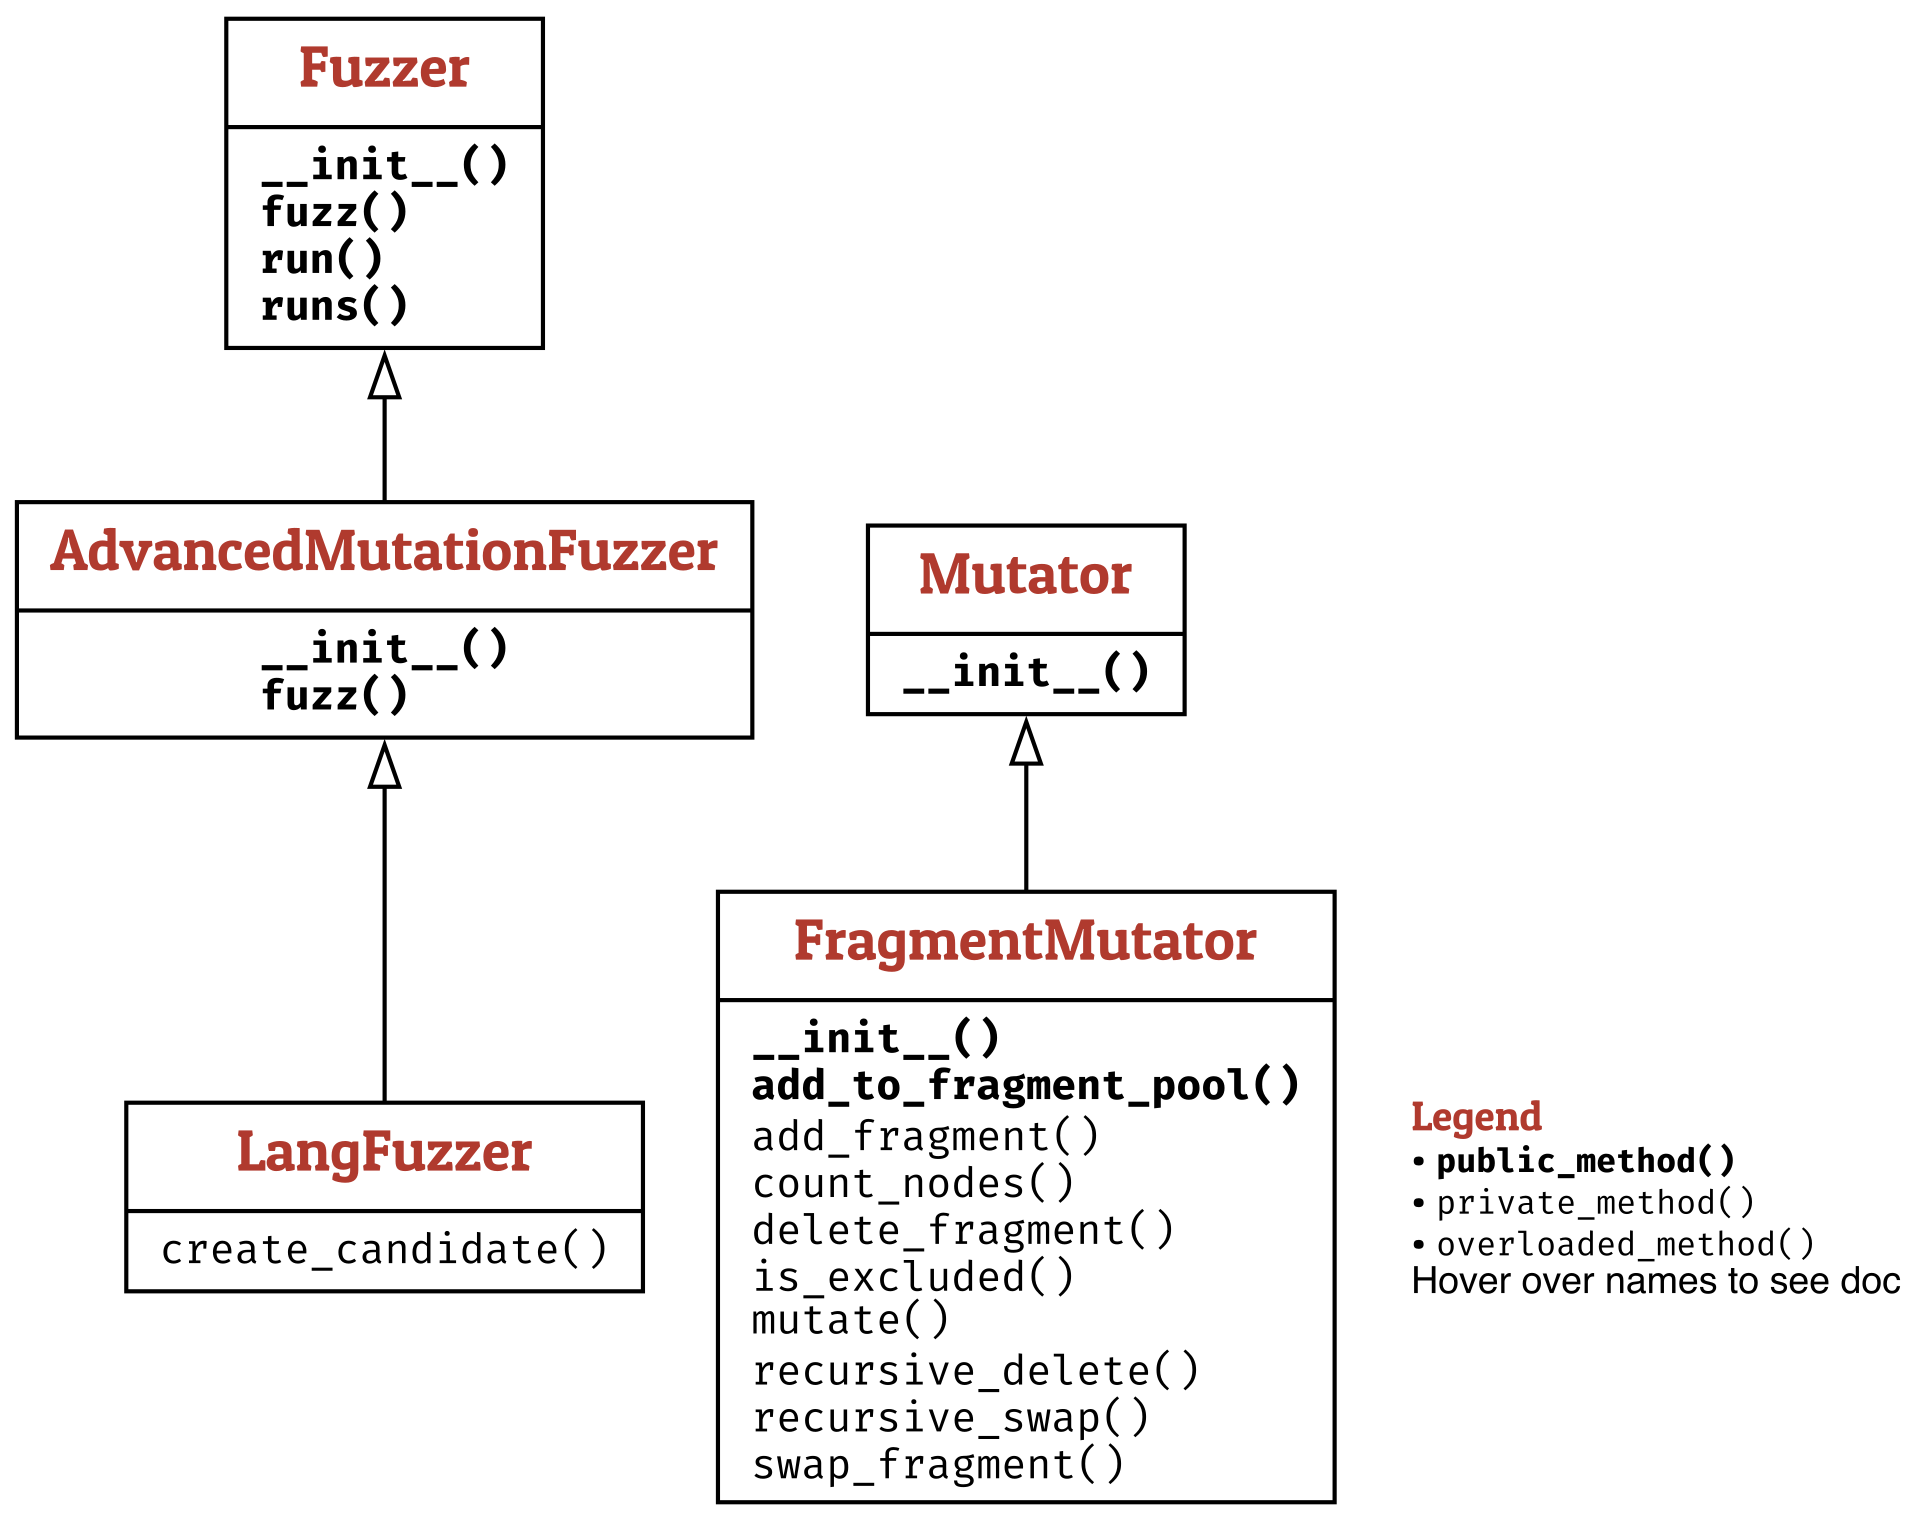 Fuzzer
__init__()
fuzz()
run()
runs()
AdvancedMutationFuzzer
__init__()
fuzz()
LangFuzzer
create_candidate()
Mutator
__init__()
FragmentMutator
__init__()
add_to_fragment_pool()
add_fragment()
count_nodes()
delete_fragment()
is_excluded()
mutate()
recursive_delete()
recursive_swap()
swap_fragment()
Legend
• public_method()
• private_method()
• overloaded_method()
Hover over names to see doc